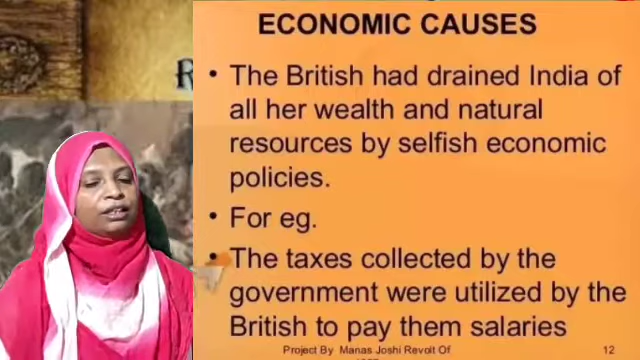 R
ECONOMIC CAUSES
• The British had drained India of
all her wealth and natural
resources by selfish economic
policies.
• For eg.
• The taxes collected by the
government were utilized by the
British to pay them salaries
Project By Manas Joshi Revolt Of
12